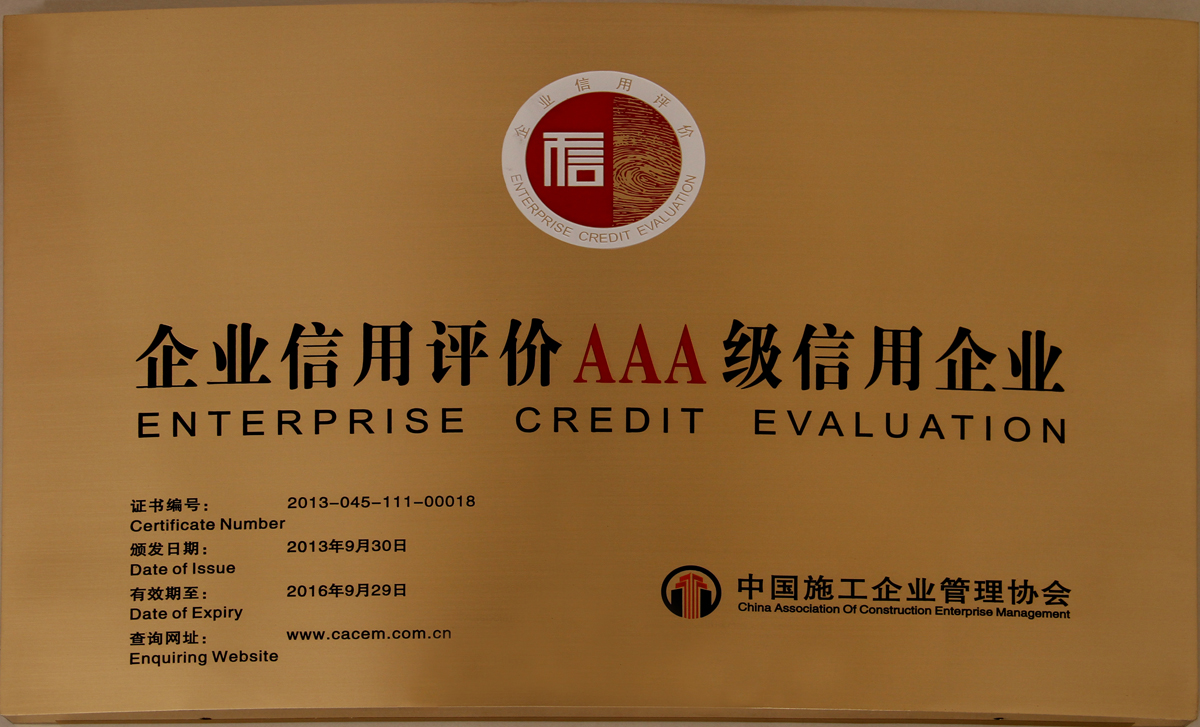 企业信用评价
信
ENTERPRISE CREDIT EVALUATION
企业信用评价AAA级信用企业
ENTERPRISE CREDIT EVALUATION
证书编号: 2013-045-111-00018
Certificate Number
颁发日期: 2013年9月30日
Date of Issue
有效期至: 2016年9月29日
Date of Expiry
查询网址: www.cacem.com.cn
Enquiring Website
中国施工企业管理协会
China Association Of Construction Enterprise Management